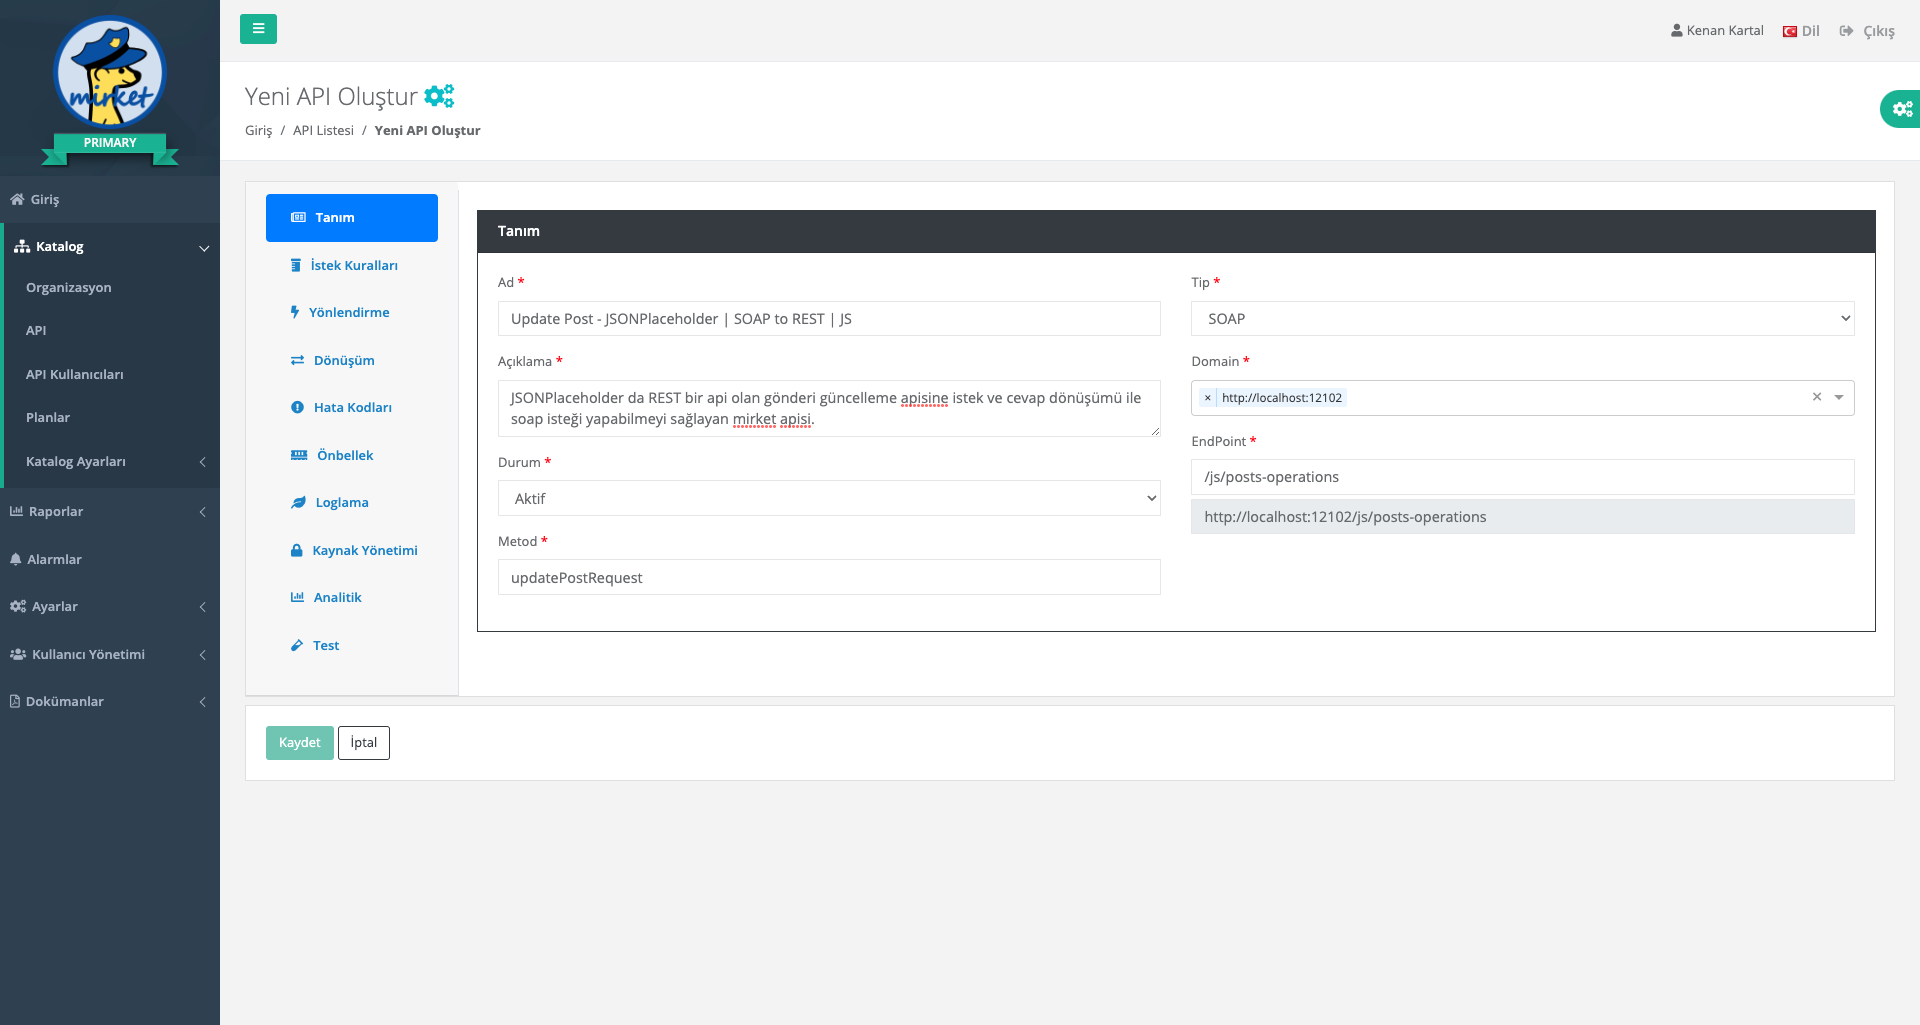 mirket
PRIMARY
Giriş
Katalog
Organizasyon
API
API Kullanıcıları
Planlar
Katalog Ayarları
Raporlar
Alarmlar
Ayarlar
Kullanıcı Yönetimi
Dokümanlar
Kenan Kartal
Dil
Çıkış
Yeni API Oluştur
Giriş / API Listesi / Yeni API Oluştur
Tanım
İstek Kuralları
Yönlendirme
Dönüşüm
Hata Kodları
Önbellek
Loglama
Kaynak Yönetimi
Analitik
Test
Tanım
Ad *
Update Post - JSONPlaceholder | SOAP to REST | JS
Açıklama *
JSONPlaceholder da REST bir api olan gönderi güncelleme apisine istek ve cevap dönüşümü ile
soap isteği yapabilmeyi sağlayan mirket apisi.
Durum *
Aktif
Metod *
updatePostRequest
Tip *
SOAP
Domain *
× http://localhost:12102 ×
EndPoint *
/js/posts-operations
http://localhost:12102/js/posts-operations
Kaydet
İptal